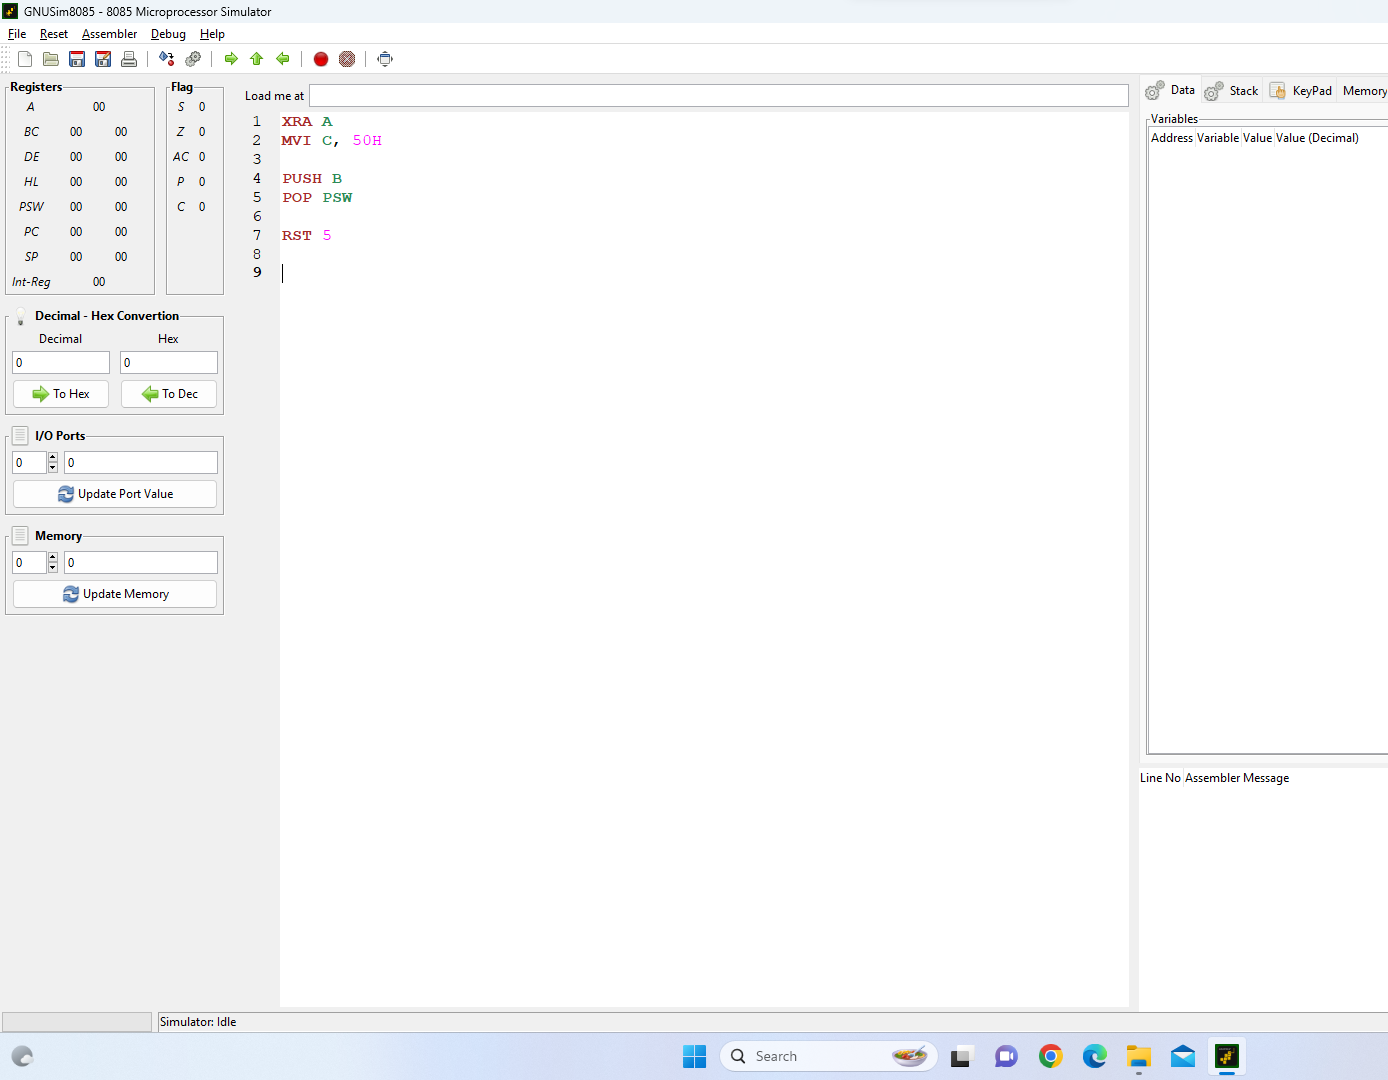 GNUSim8085 - 8085 Microprocessor Simulator
File Reset Assembler Debug Help
Registers
A 00
BC 00 00
DE 00 00
HL 00 00
PSW 00 00
PC 00 00
SP 00 00
Int-Reg 00
Flag
S 0
Z 0
AC 0
P 0
C 0
Decimal - Hex Convertion
Decimal Hex
0 0
To Hex To Dec
I/O Ports
0 0
Update Port Value
Memory
0 0
Update Memory
Load me at
1 XRA A
2 MVI C, 50H
3
4 PUSH B
5 POP PSW
6
7 RST 5
8
9
Data Stack KeyPad Memory
Variables
Address Variable Value Value (Decimal)
Line No Assembler Message
Simulator: Idle
Search